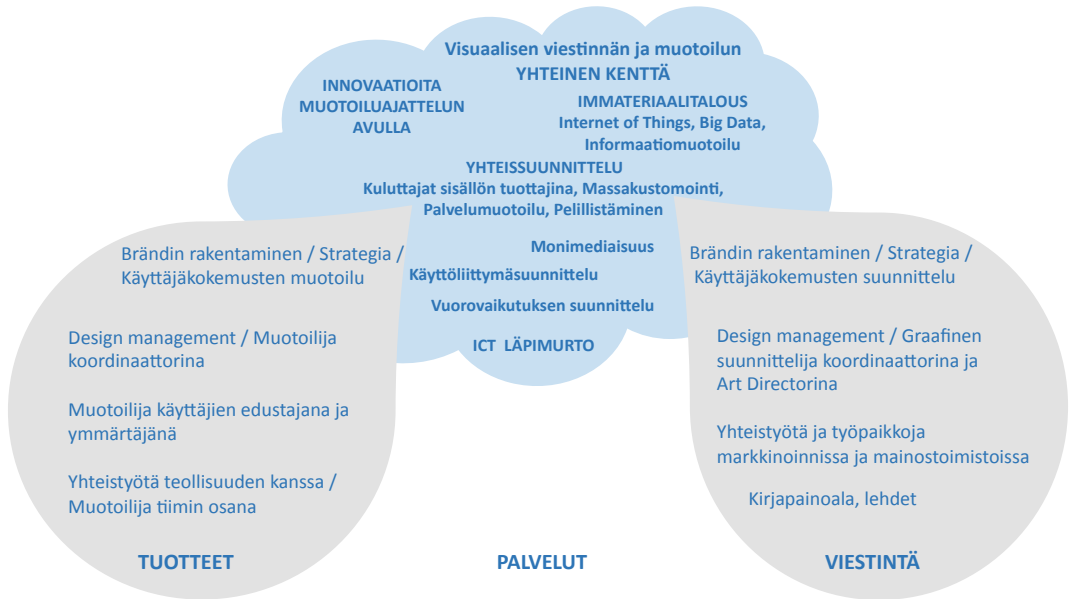 Visuaalisen viestinnän ja muotoilun
YHTEINEN KENTTÄ
INNOVAATIOITA
MUOTOILUAJATTELUN
AVULLA
IMMATERIAALITALOUS
Internet of Things, Big Data,
Informaatiomuotoilu
YHTEISSUUNNITTELU
Kuluttajat sisällön tuottajina, Massakustomointi,
Palvelumuotoilu, Pelillistäminen
Monimediaisuus
Käyttöliittymäsuunnittelu
Vuorovaikutuksen suunnittelu
ICT LÄPIMURTO
Brändin rakentaminen / Strategia /
Käyttäjäkokemusten muotoilu
Design management / Muotoilija
koordinaattorina
Muotoilija käyttäjien edustajana ja
ymmärtäjänä
Yhteistyötä teollisuuden kanssa /
Muotoilija tiimin osana
TUOTTEET
PALVELUT
Brändin rakentaminen / Strategia /
Käyttäjäkokemusten suunnittelu
Design management / Graafinen
suunnittelija koordinaattorina ja
Art Directorina
Yhteistyötä ja työpaikkoja
markkinoinnissa ja mainostoimistoissa
Kirjapainoala, lehdet
VIESTINTÄ